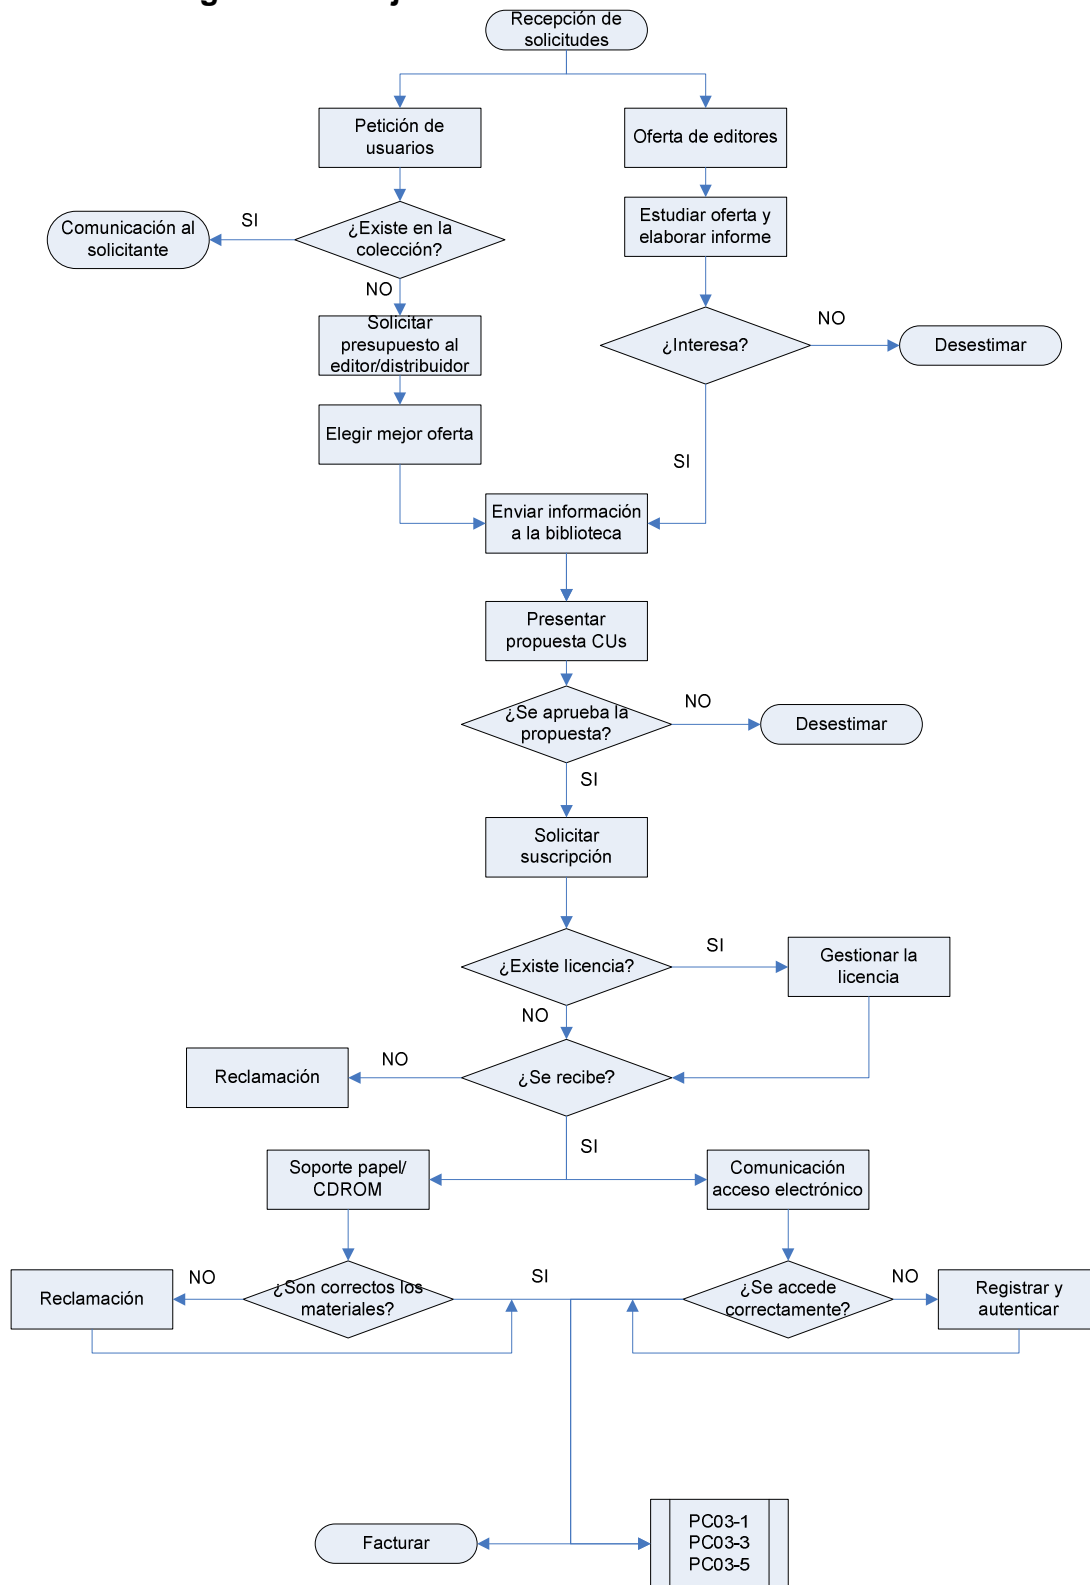 Recepción de
solicitudes
Petición de
usuarios
Oferta de editores
Comunicación al
solicitante
SI
¿Existe en la
colección?
Estudiar oferta y
elaborar informe
NO
Solicitar
presupuesto al
editor/distribuidor
¿Interesa?
NO
Desestimar
Elegir mejor oferta
SI
Enviar información
a la biblioteca
Presentar
propuesta CUs
¿Se aprueba la
propuesta?
NO
Desestimar
SI
Solicitar
suscripción
¿Existe licencia?
SI
Gestionar la
licencia
NO
Reclamación
NO
¿Se recibe?
SI
Soporte papel/
CDROM
Comunicación
acceso electrónico
Reclamación
NO
¿Son correctos los
materiales?
SI
¿Se accede
correctamente?
NO
Registrar y
autenticar
Facturar
PC03-1
PC03-3
PC03-5